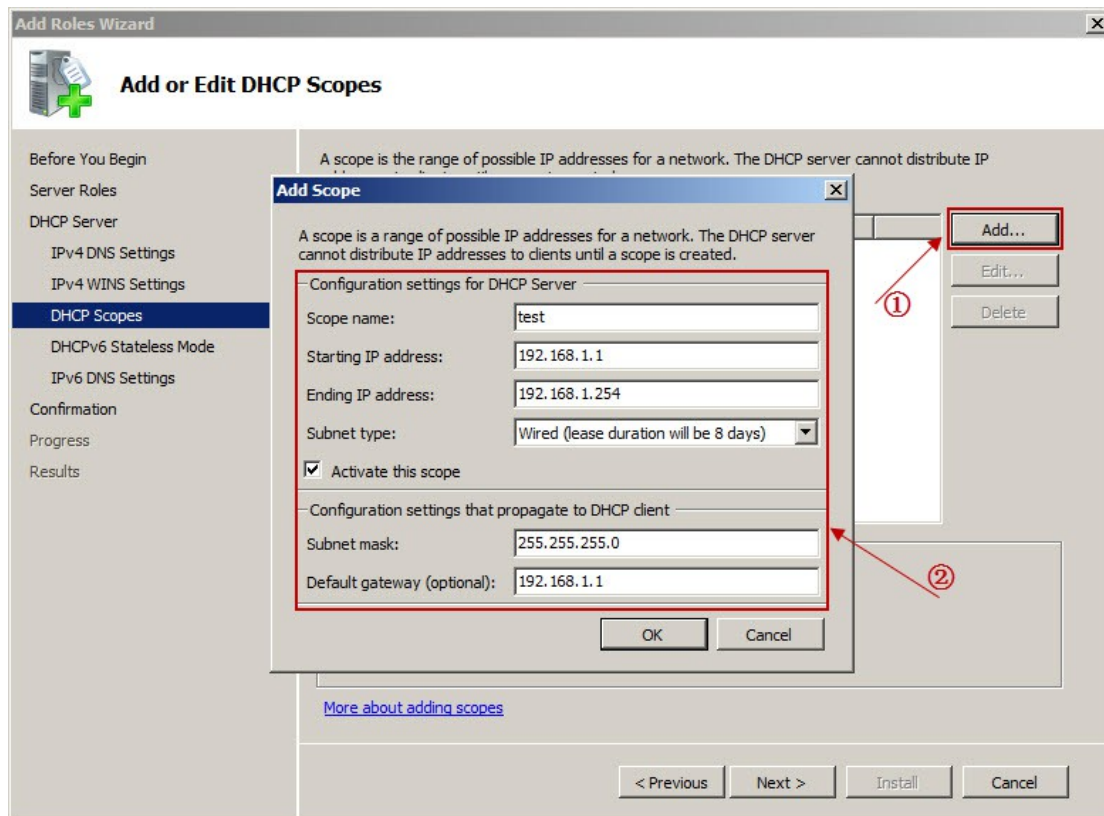 Add Roles Wizard
Add or Edit DHCP Scopes
Before You Begin
Server Roles
DHCP Server
IPv4 DNS Settings
IPv4 WINS Settings
DHCP Scopes
DHCPv6 Stateless Mode
IPv6 DNS Settings
Confirmation
Progress
Results
A scope is the range of possible IP addresses for a network. The DHCP server cannot distribute IP
Add...
Edit...
Delete
①
Add Scope
A scope is a range of possible IP addresses for a network. The DHCP server
cannot distribute IP addresses to clients until a scope is created.
Configuration settings for DHCP Server
Scope name: test
Starting IP address: 192.168.1.1
Ending IP address: 192.168.1.254
Subnet type: Wired (lease duration will be 8 days)
Activate this scope
Configuration settings that propagate to DHCP client
Subnet mask: 255.255.255.0
Default gateway (optional): 192.168.1.1
②
OK Cancel
More about adding scopes
< Previous Next > Install Cancel